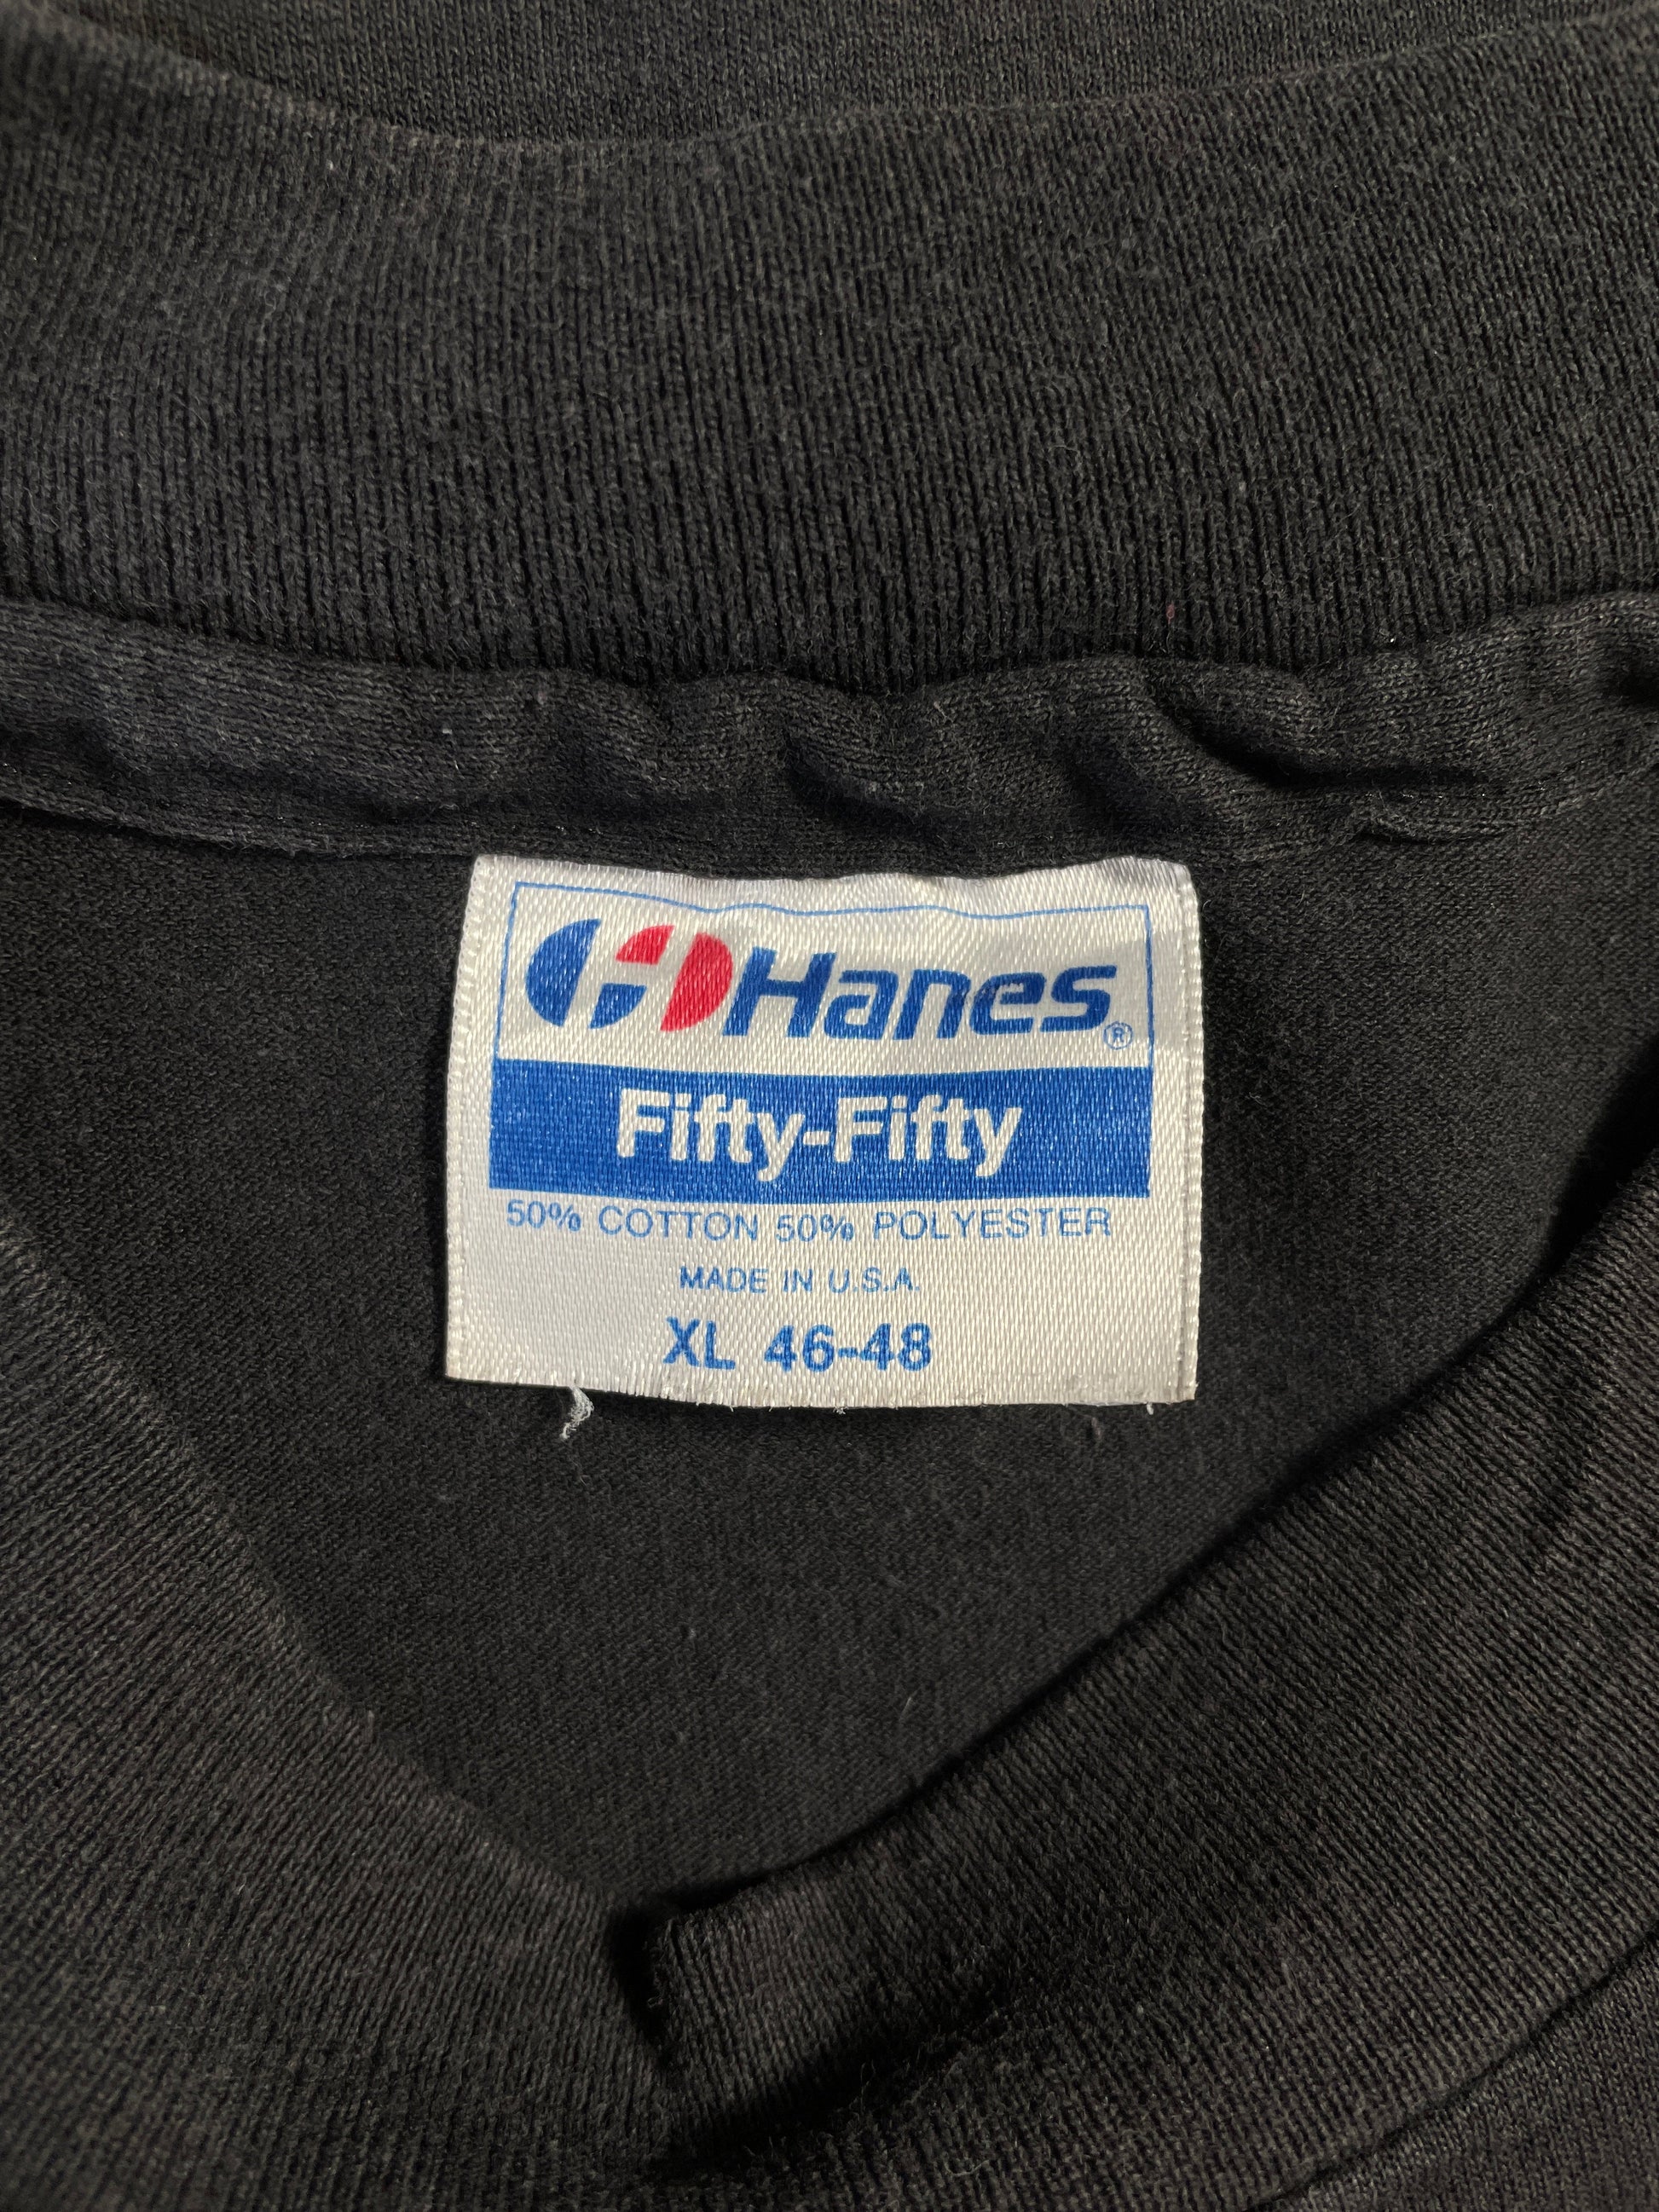 Hanes®
Fifty-Fifty
50% COTTON 50% POLYESTER
MADE IN U.S.A.
XL 46-48